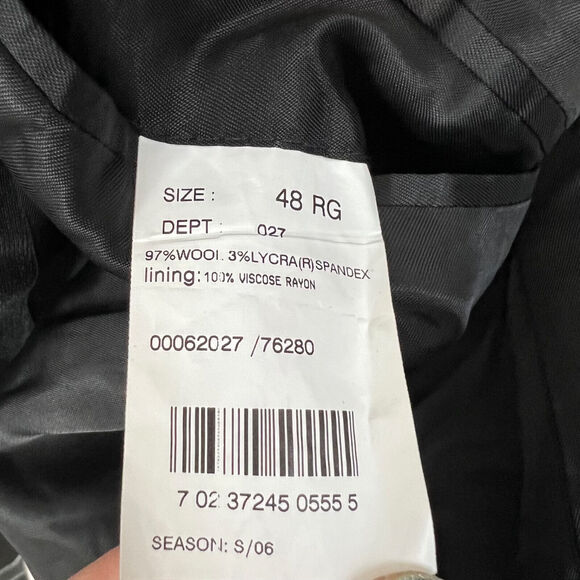 SIZE : 48 RG
DEPT : 027
97%WOOL 3%LYCRA(R)SPANDEX
lining: 100% VISCOSE RAYON
00062027 /76280
7 02 37245 0555 5
SEASON: S/06